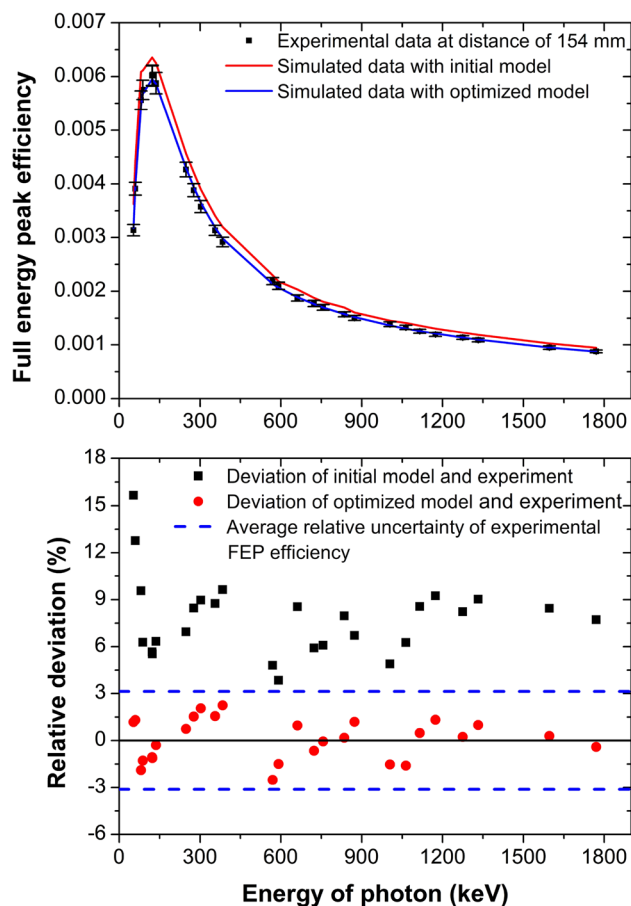 0.007
0.006
0.005
0.004
0.003
0.002
0.001
0.000
Full energy peak efficiency
Experimental data at distance of 154 mm
Simulated data with initial model
Simulated data with optimized model
0 300 600 900 1200 1500 1800
18
15
12
9
6
3
0
-3
-6
Relative deviation (%)
Deviation of initial model and experiment
Deviation of optimized model and experiment
Average relative uncertainty of experimental
FEP efficiency
0 300 600 900 1200 1500 1800
Energy of photon (keV)